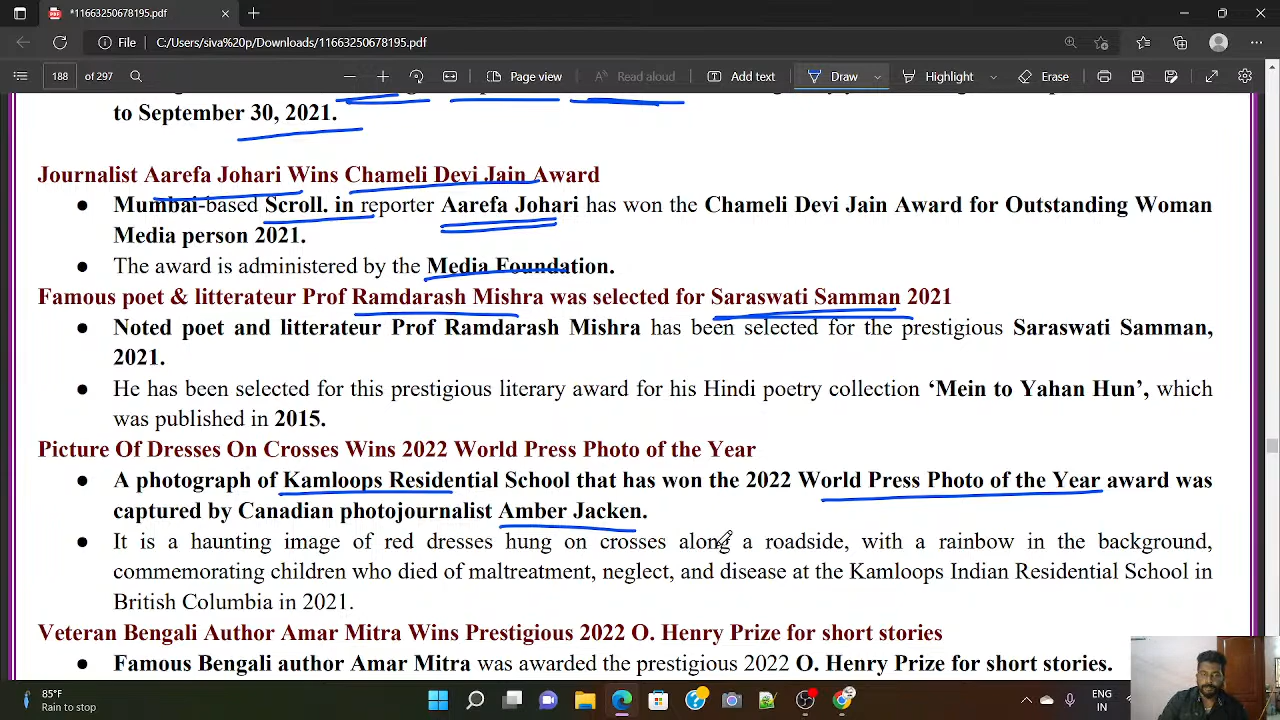 *11663250678195.pdf
File C:/Users/siva%20p/Downloads/11663250678195.pdf
188 of 297 Page view Read aloud Add text Draw Highlight Erase
to September 30, 2021.
Journalist Aarefa Johari Wins Chameli Devi Jain Award
● Mumbai-based Scroll. in reporter Aarefa Johari has won the Chameli Devi Jain Award for Outstanding Woman
Media person 2021.
● The award is administered by the Media Foundation.
Famous poet & litterateur Prof Ramdarash Mishra was selected for Saraswati Samman 2021
● Noted poet and litterateur Prof Ramdarash Mishra has been selected for the prestigious Saraswati Samman,
2021.
● He has been selected for this prestigious literary award for his Hindi poetry collection ‘Mein to Yahan Hun’, which
was published in 2015.
Picture Of Dresses On Crosses Wins 2022 World Press Photo of the Year
● A photograph of Kamloops Residential School that has won the 2022 World Press Photo of the Year award was
captured by Canadian photojournalist Amber Jacken.
● It is a haunting image of red dresses hung on crosses along a roadside, with a rainbow in the background,
commemorating children who died of maltreatment, neglect, and disease at the Kamloops Indian Residential School in
British Columbia in 2021.
Veteran Bengali Author Amar Mitra Wins Prestigious 2022 O. Henry Prize for short stories
● Famous Bengali author Amar Mitra was awarded the prestigious 2022 O. Henry Prize for short stories.
85°F
Rain to stop
ENG
IN